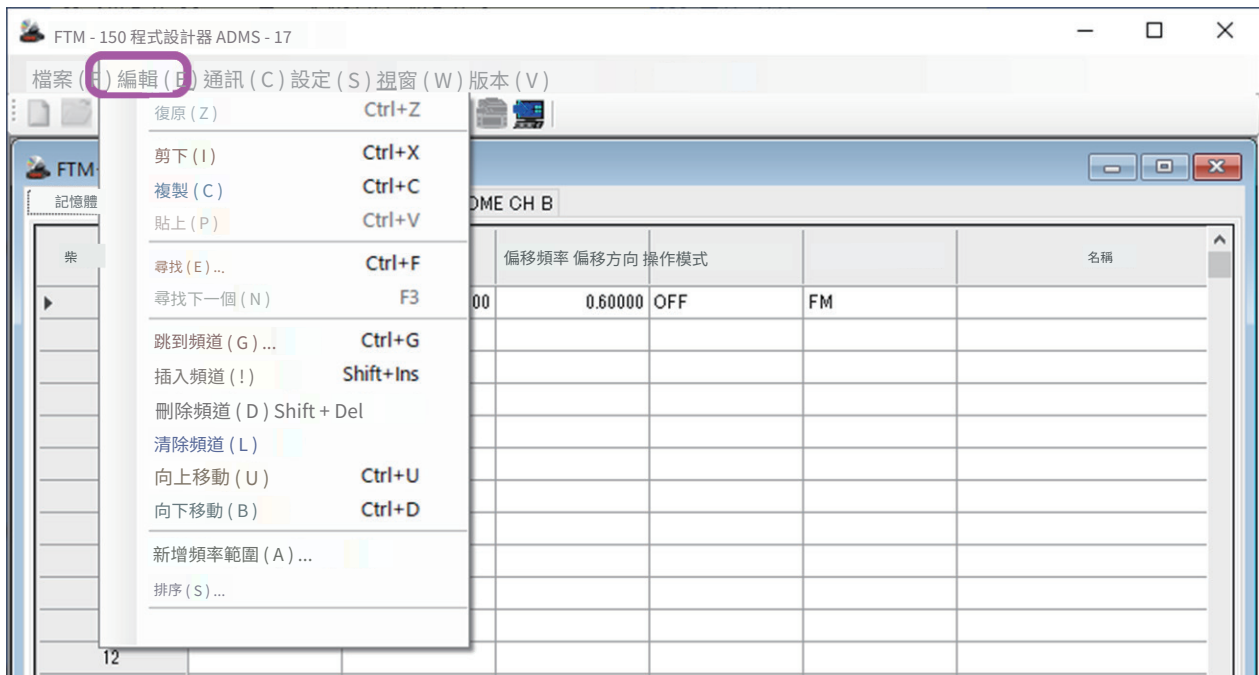 FTM - 150 程式設計器 ADMS - 17
檔案 ( F ) 編輯 ( E ) 通訊 ( C ) 設定 ( S ) 視窗 ( W ) 版本 ( V )
復原 ( Z ) Ctrl+Z
剪下 ( I ) Ctrl+X
複製 ( C ) Ctrl+C
貼上 ( P ) Ctrl+V
尋找 ( E ) ... Ctrl+F
尋找下一個 ( N ) F3
跳到頻道 ( G ) ... Ctrl+G
插入頻道 ( ! ) Shift+Ins
刪除頻道 ( D ) Shift + Del
清除頻道 ( L )
向上移動 ( U ) Ctrl+U
向下移動 ( B ) Ctrl+D
新增頻率範圍 ( A ) ...
排序 ( S ) ...
FTM-
記憶體 OME CH B
柴 偏移頻率 偏移方向 操作模式 名稱
00 0.60000 OFF FM
12